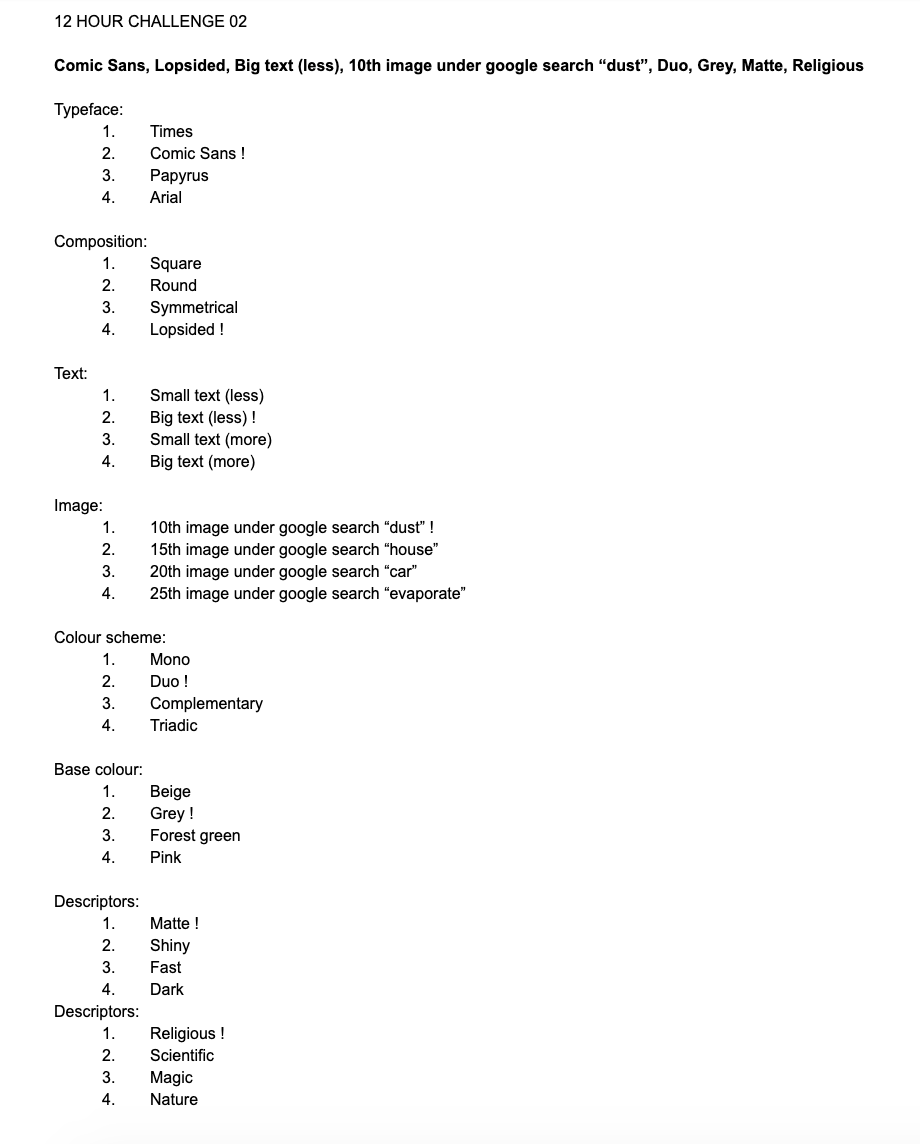 12 HOUR CHALLENGE 02
Comic Sans, Lopsided, Big text (less), 10th image under google search “dust”, Duo, Grey, Matte, Religious
Typeface:
1. Times
2. Comic Sans !
3. Papyrus
4. Arial
Composition:
1. Square
2. Round
3. Symmetrical
4. Lopsided !
Text:
1. Small text (less)
2. Big text (less) !
3. Small text (more)
4. Big text (more)
Image:
1. 10th image under google search “dust” !
2. 15th image under google search “house”
3. 20th image under google search “car”
4. 25th image under google search “evaporate”
Colour scheme:
1. Mono
2. Duo !
3. Complementary
4. Triadic
Base colour:
1. Beige
2. Grey !
3. Forest green
4. Pink
Descriptors:
1. Matte !
2. Shiny
3. Fast
4. Dark
Descriptors:
1. Religious !
2. Scientific
3. Magic
4. Nature